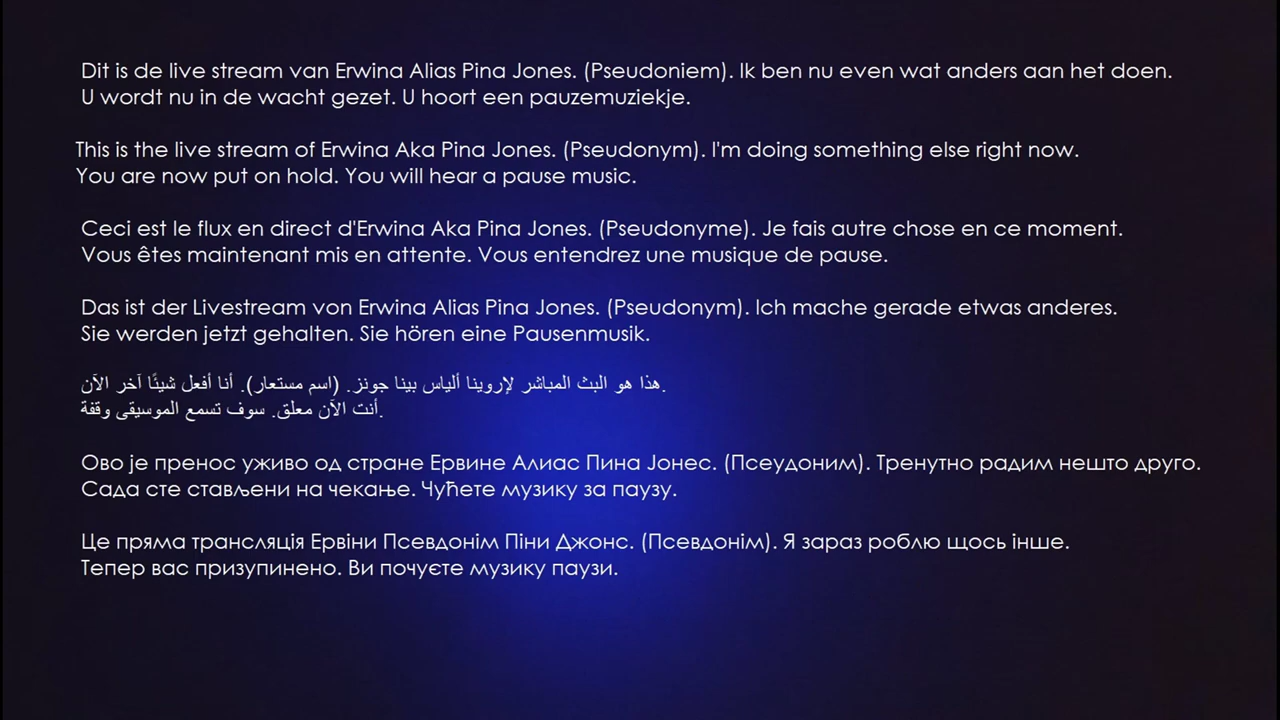 Dit is de live stream van Erwina Alias Pina Jones. (Pseudoniem). Ik ben nu even wat anders aan het doen.
U wordt nu in de wacht gezet. U hoort een pauzemuziekje.
This is the live stream of Erwina Aka Pina Jones. (Pseudonym). I'm doing something else right now.
You are now put on hold. You will hear a pause music.
Ceci est le flux en direct d'Erwina Aka Pina Jones. (Pseudonyme). Je fais autre chose en ce moment.
Vous êtes maintenant mis en attente. Vous entendrez une musique de pause.
Das ist der Livestream von Erwina Alias Pina Jones. (Pseudonym). Ich mache gerade etwas anderes.
Sie werden jetzt gehalten. Sie hören eine Pausenmusik.
هذا هو البث المباشر لإروينا ألياس بينا جونز. (اسم مستعار). أنا أفعل شيئًا آخر الآن.
أنت الآن معلق. سوف تسمع الموسيقى وقفة.
Ово је пренос уживо од стране Ервине Алиас Пина Јонес. (Псеудоним). Тренутно радим нешто друго.
Сада сте стављени на чекање. Чућете музику за паузу.
Це пряма трансляція Ервіни Псевдонім Піни Джонс. (Псевдонім). Я зараз роблю щось інше.
Тепер вас призупинено. Ви почуєте музику паузи.